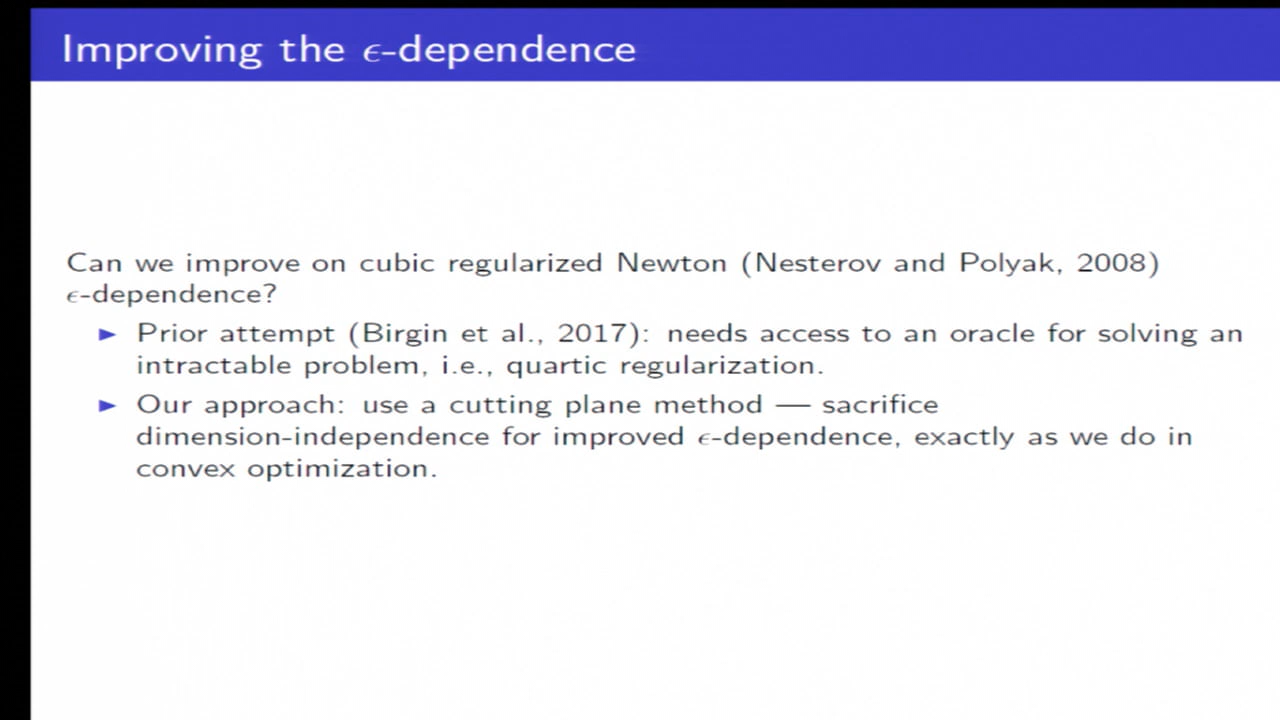 Improving the ϵ-dependence
Can we improve on cubic regularized Newton (Nesterov and Polyak, 2008)
ϵ-dependence?
► Prior attempt (Birgin et al., 2017): needs access to an oracle for solving an
intractable problem, i.e., quartic regularization.
► Our approach: use a cutting plane method — sacrifice
dimension-independence for improved ϵ-dependence, exactly as we do in
convex optimization.